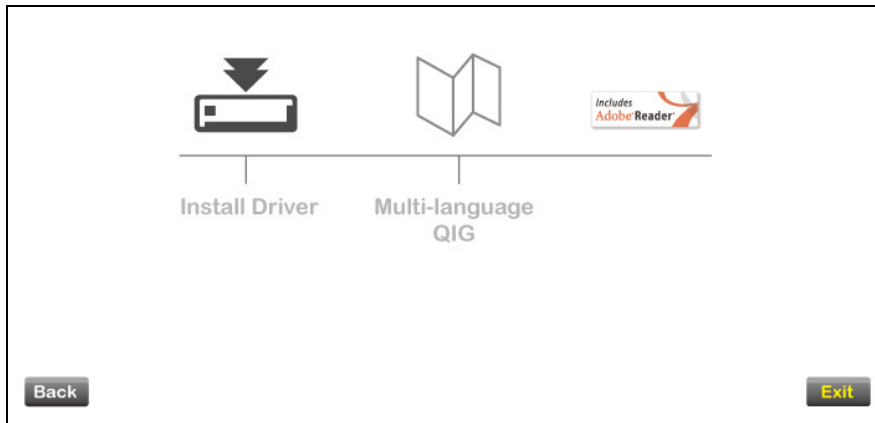 Includes
Adobe Reader
Install Driver
Multi-language
QIG
Back
Exit